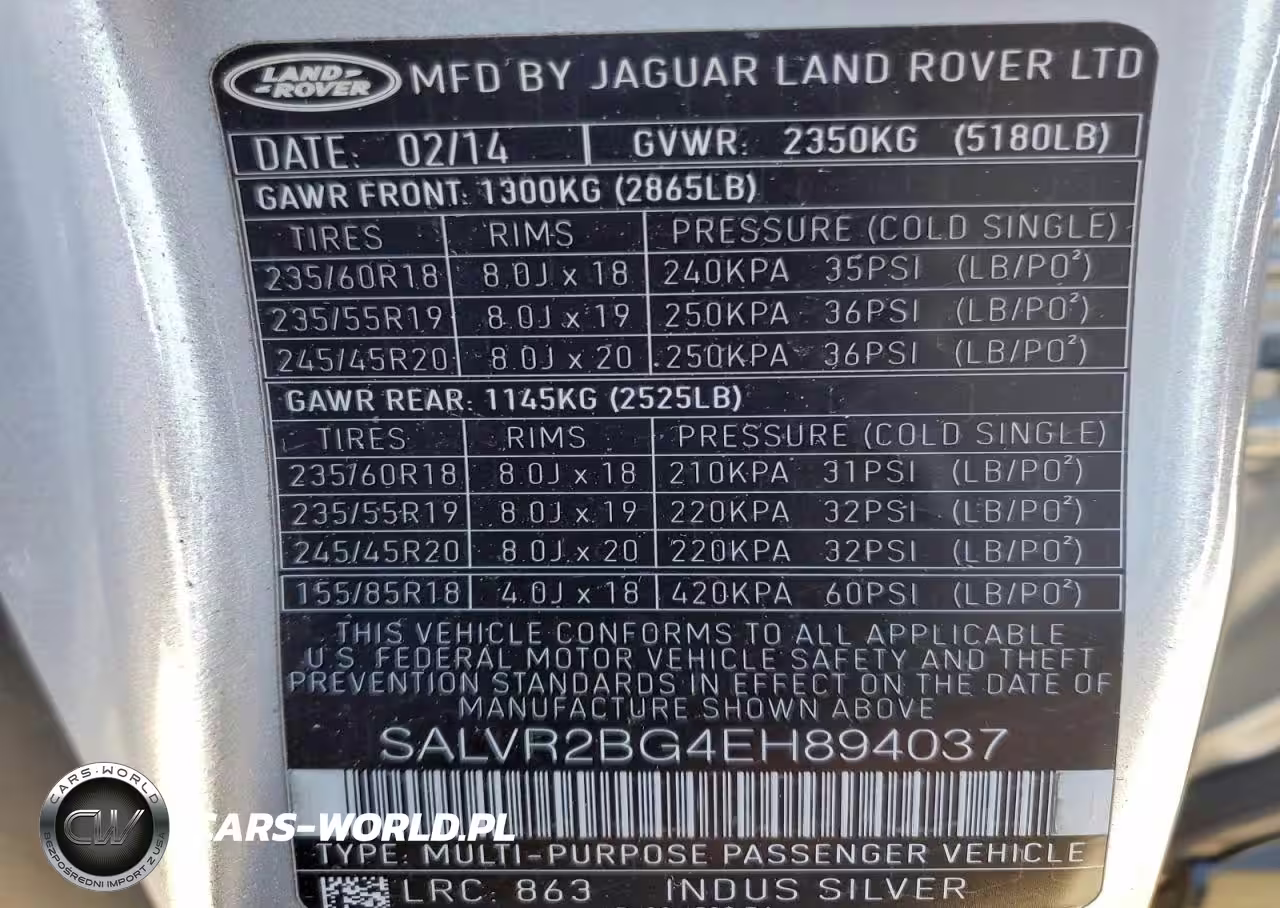 LAND-
-ROVER
MFD BY JAGUAR LAND ROVER LTD
DATE: 02/14 GVWR: 2350KG (5180LB)
GAWR FRONT: 1300KG (2865LB)
TIRES RIMS PRESSURE (COLD SINGLE)
235/60R18 8.0J x 18 240KPA 35PSI (LB/PO²)
235/55R19 8.0J x 19 250KPA 36PSI (LB/PO²)
245/45R20 8.0J x 20 250KPA 36PSI (LB/PO²)
GAWR REAR: 1145KG (2525LB)
TIRES RIMS PRESSURE (COLD SINGLE)
235/60R18 8.0J x 18 210KPA 31PSI (LB/PO²)
235/55R19 8.0J x 19 220KPA 32PSI (LB/PO²)
245/45R20 8.0J x 20 220KPA 32PSI (LB/PO²)
155/85R18 4.0J x 18 420KPA 60PSI (LB/PO²)
THIS VEHICLE CONFORMS TO ALL APPLICABLE
U.S FEDERAL MOTOR VEHICLE SAFETY AND THEFT
PREVENTION STANDARDS IN EFFECT ON THE DATE OF
MANUFACTURE SHOWN ABOVE
SALVR2BG4EH894037
CARS-WORLD
CW
BEZPOŚREDNI IMPORT Z USA
CARS-WORLD.PL
TYPE: MULTI-PURPOSE PASSENGER VEHICLE
LRC: 863 INDUS SILVER